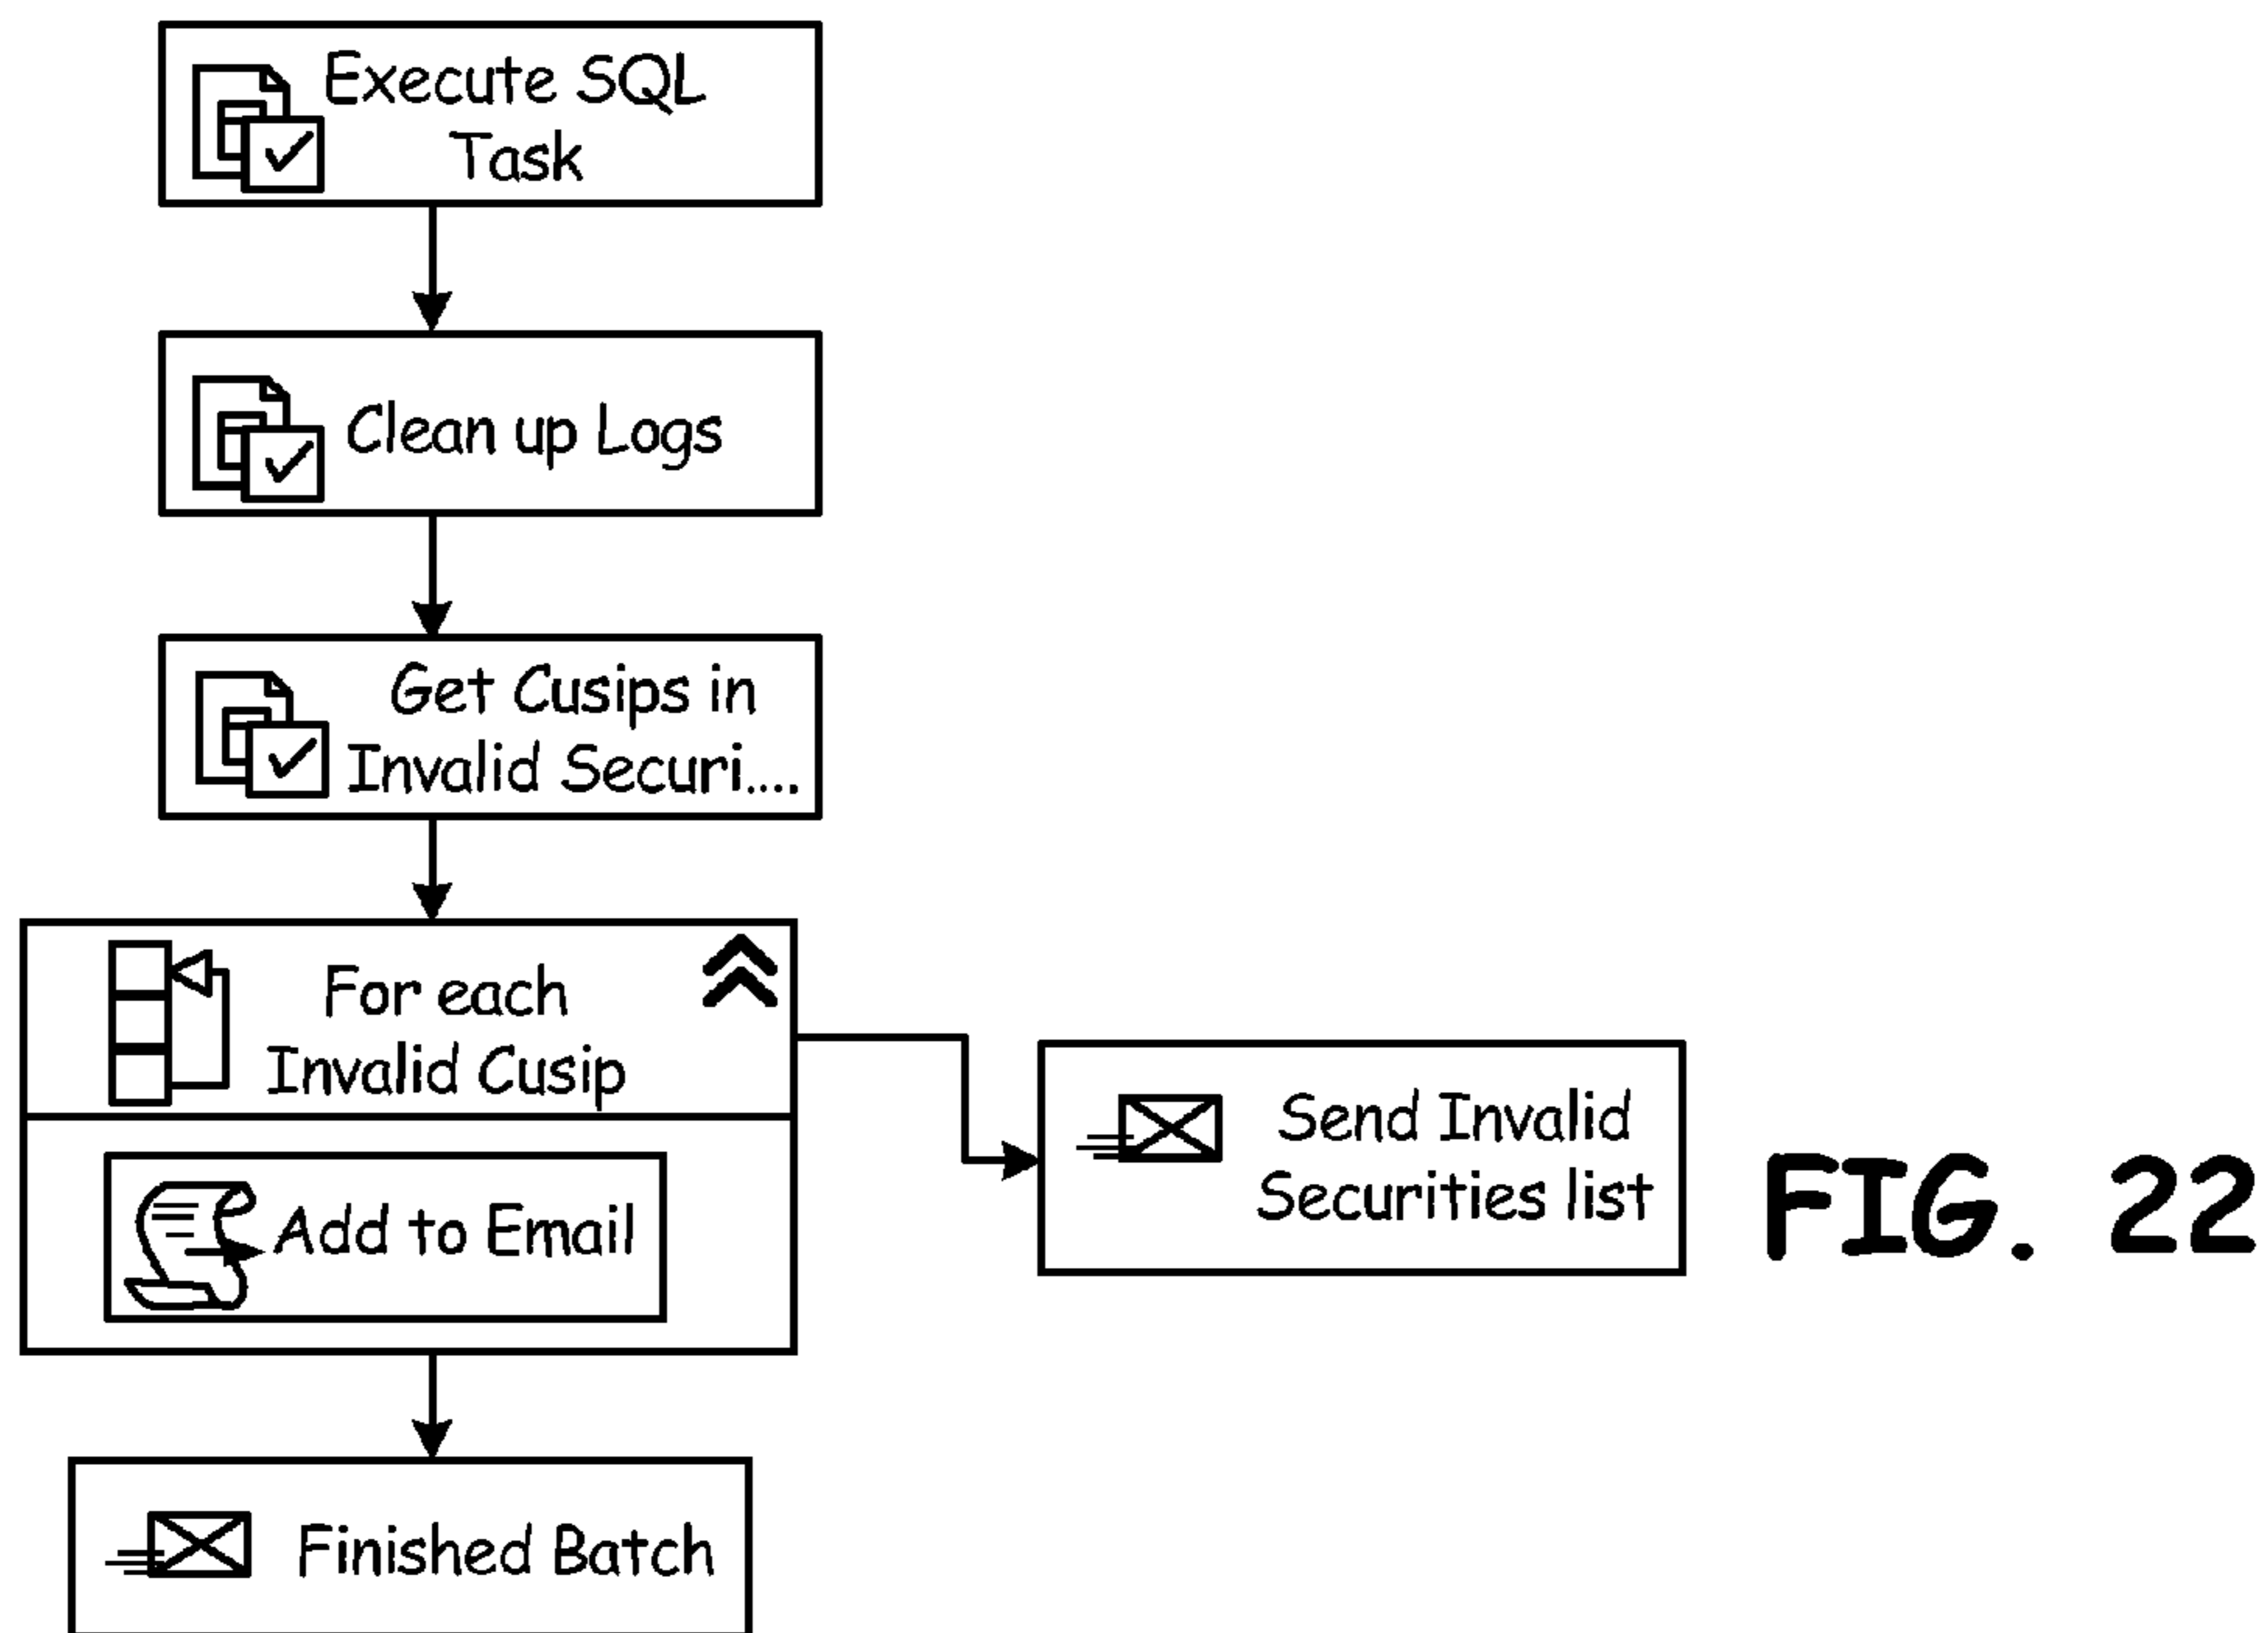 Execute SQL
Task
Clean up Logs
Get Cusips in
Invalid Securi....
For each
Invalid Cusip
Add to Email
Send Invalid
Securities list
Finished Batch
FIG. 22